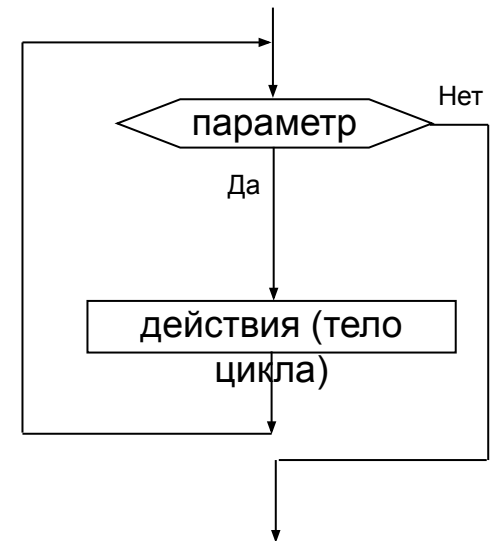 Нет
параметр
Да
действия (тело
цикла)